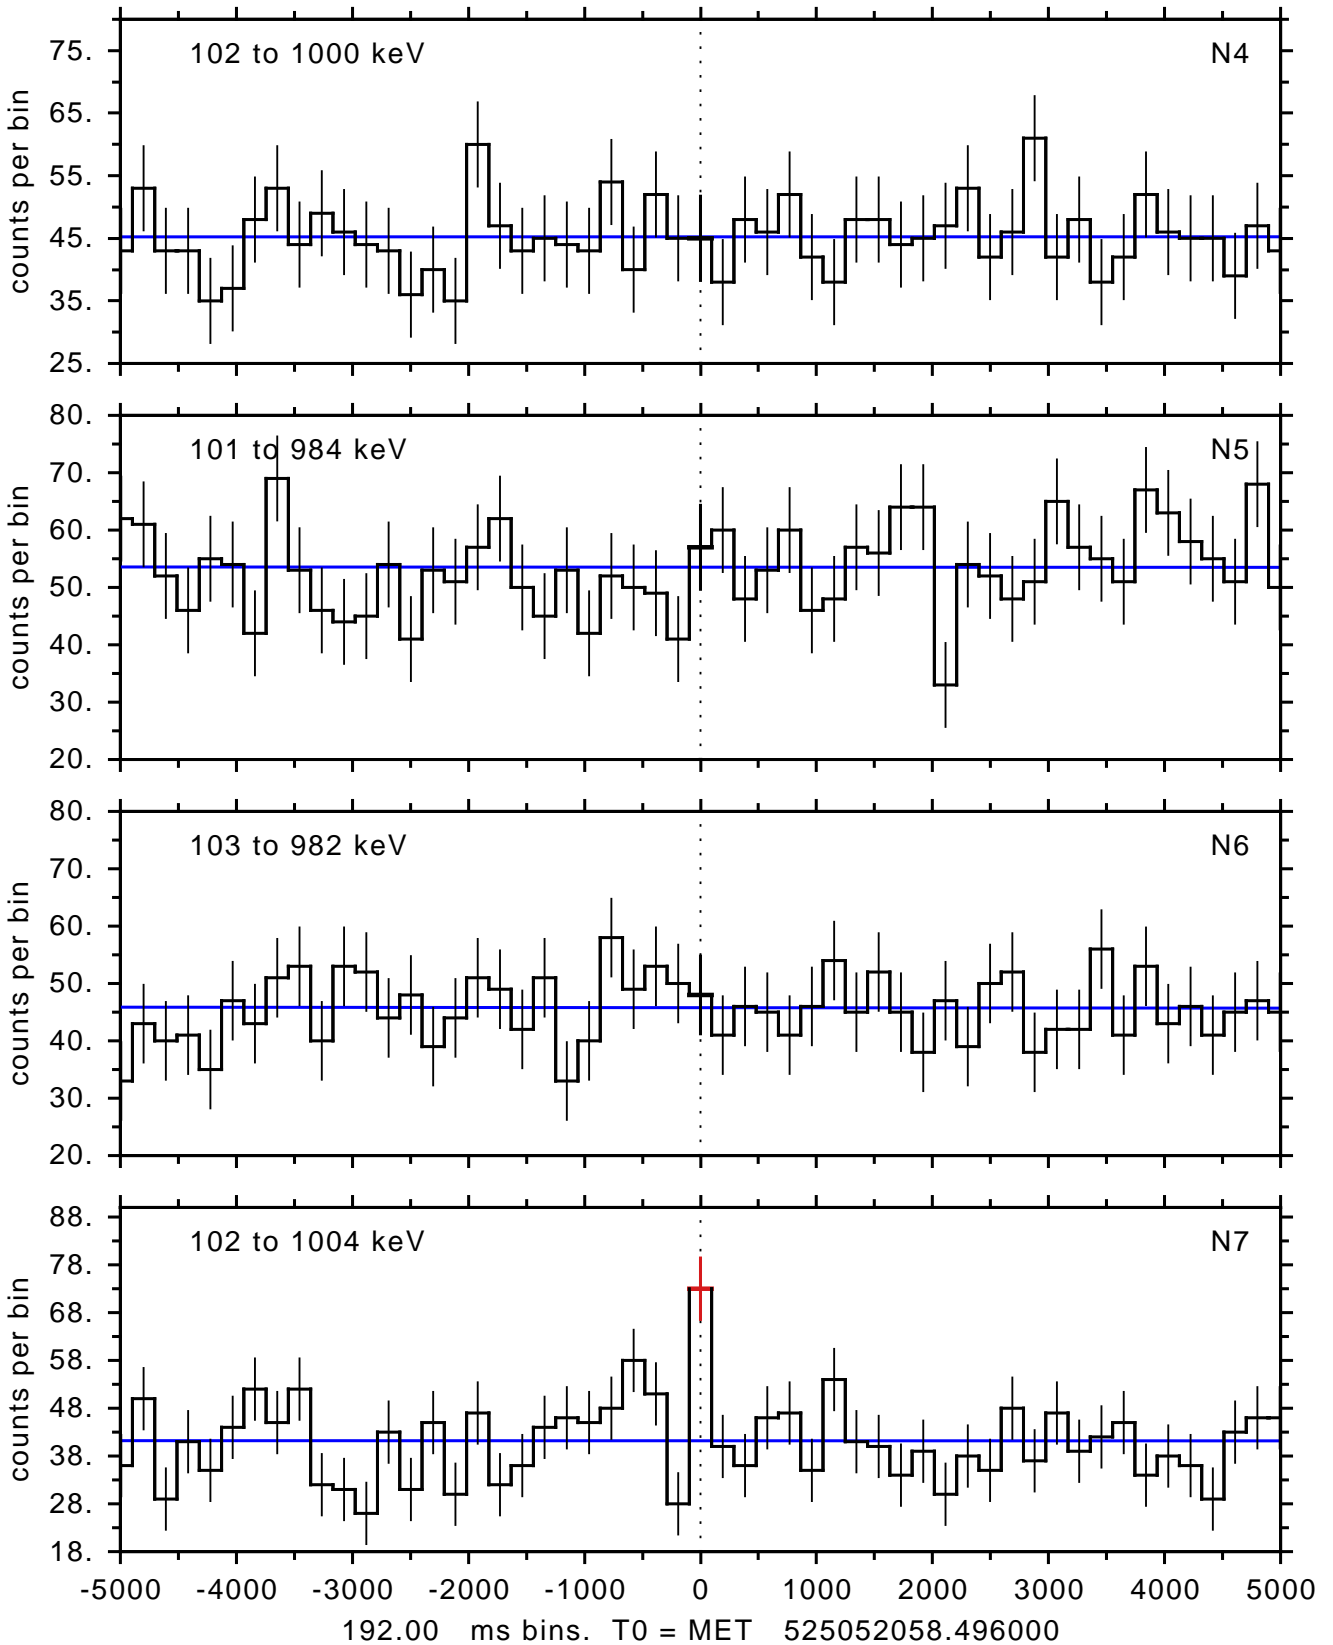 102 to 1000 keV N4
75.
65.
55.
45.
35.
25.
counts per bin
101 to 984 keV N5
80.
70.
60.
50.
40.
30.
20.
counts per bin
103 to 982 keV N6
80.
70.
60.
50.
40.
30.
20.
counts per bin
102 to 1004 keV N7
88.
78.
68.
58.
48.
38.
28.
18.
counts per bin
-5000 -4000 -3000 -2000 -1000 0 1000 2000 3000 4000 5000
192.00 ms bins. T0 = MET 525052058.496000